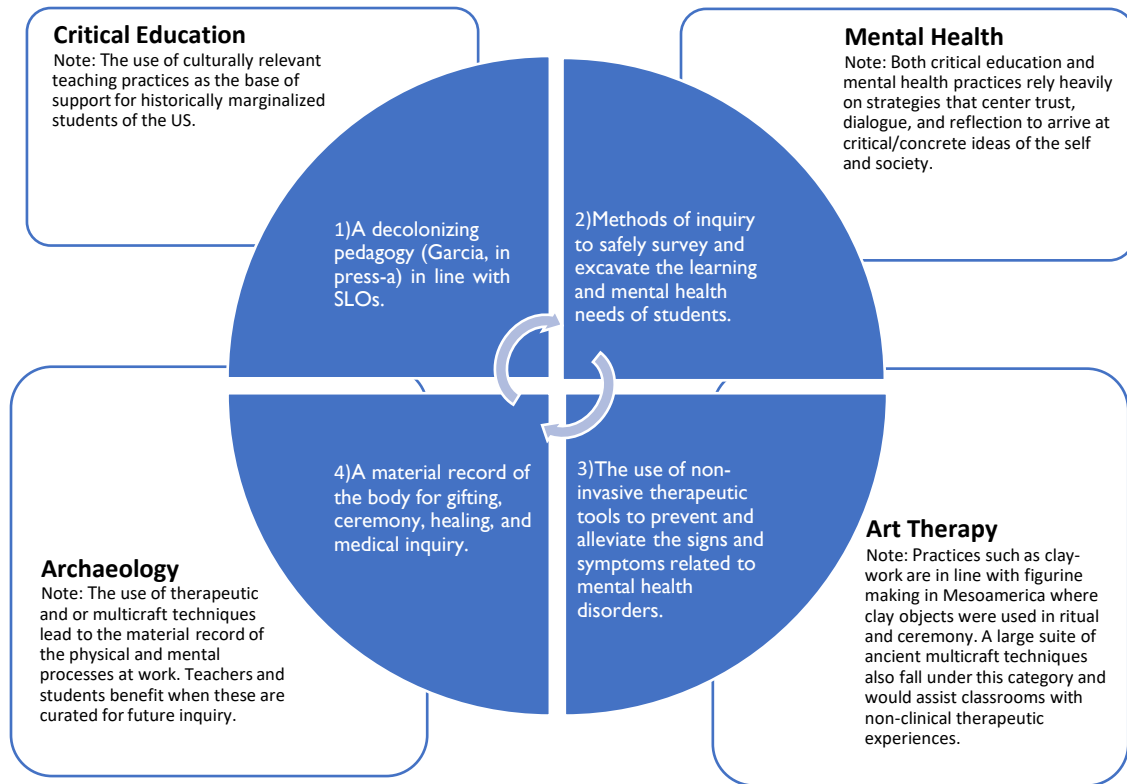 Critical Education
Note: The use of culturally relevant
teaching practices as the base of
support for historically marginalized
students of the US.
Mental Health
Note: Both critical education and
mental health practices rely heavily
on strategies that center trust,
dialogue, and reflection to arrive at
critical/concrete ideas of the self
and society.
1)A decolonizing
pedagogy (Garcia, in
press-a) in line with
SLOs.
2)Methods of inquiry
to safely survey and
excavate the learning
and mental health
needs of students.
3)The use of non-
invasive therapeutic
tools to prevent and
alleviate the signs and
symptoms related to
mental health
disorders.
4)A material record of
the body for gifting,
ceremony, healing, and
medical inquiry.
Art Therapy
Note: Practices such as clay-
work are in line with figurine
making in Mesoamerica where
clay objects were used in ritual
and ceremony. A large suite of
ancient multicraft techniques
also fall under this category and
would assist classrooms with
non-clinical therapeutic
experiences.
Archaeology
Note: The use of therapeutic
and or multicraft techniques
lead to the material record of
the physical and mental
processes at work. Teachers and
students benefit when these are
curated for future inquiry.